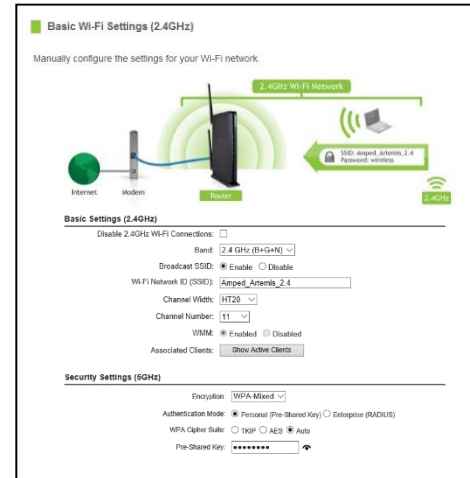 Basic Wi-Fi Settings (2.4GHz)
Manually configure the settings for your Wi-Fi network.
2.4GHz Wi-Fi Network
SSID: Amped_Artemis_2.4
Password: wireless
Internet
Modem
Router
2.4GHz
Basic Settings (2.4GHz)
Disable 2.4GHz Wi-Fi Connections:
Band: 2.4 GHz (B+G+N)
Broadcast SSID: Enable Disable
Wi-Fi Network ID (SSID): Amped_Artemis_2.4
Channel Width: HT20
Channel Number: 11
WMM: Enabled Disabled
Associated Clients: Show Active Clients
Security Settings (5GHz)
Encryption: WPA-Mixed
Authentication Mode: Personal (Pre-Shared Key) Enterprise (RADIUS)
WPA Cipher Suite: TKIP AES Auto
Pre-Shared Key: ••••••••